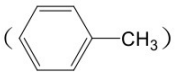 ( CH₃ )